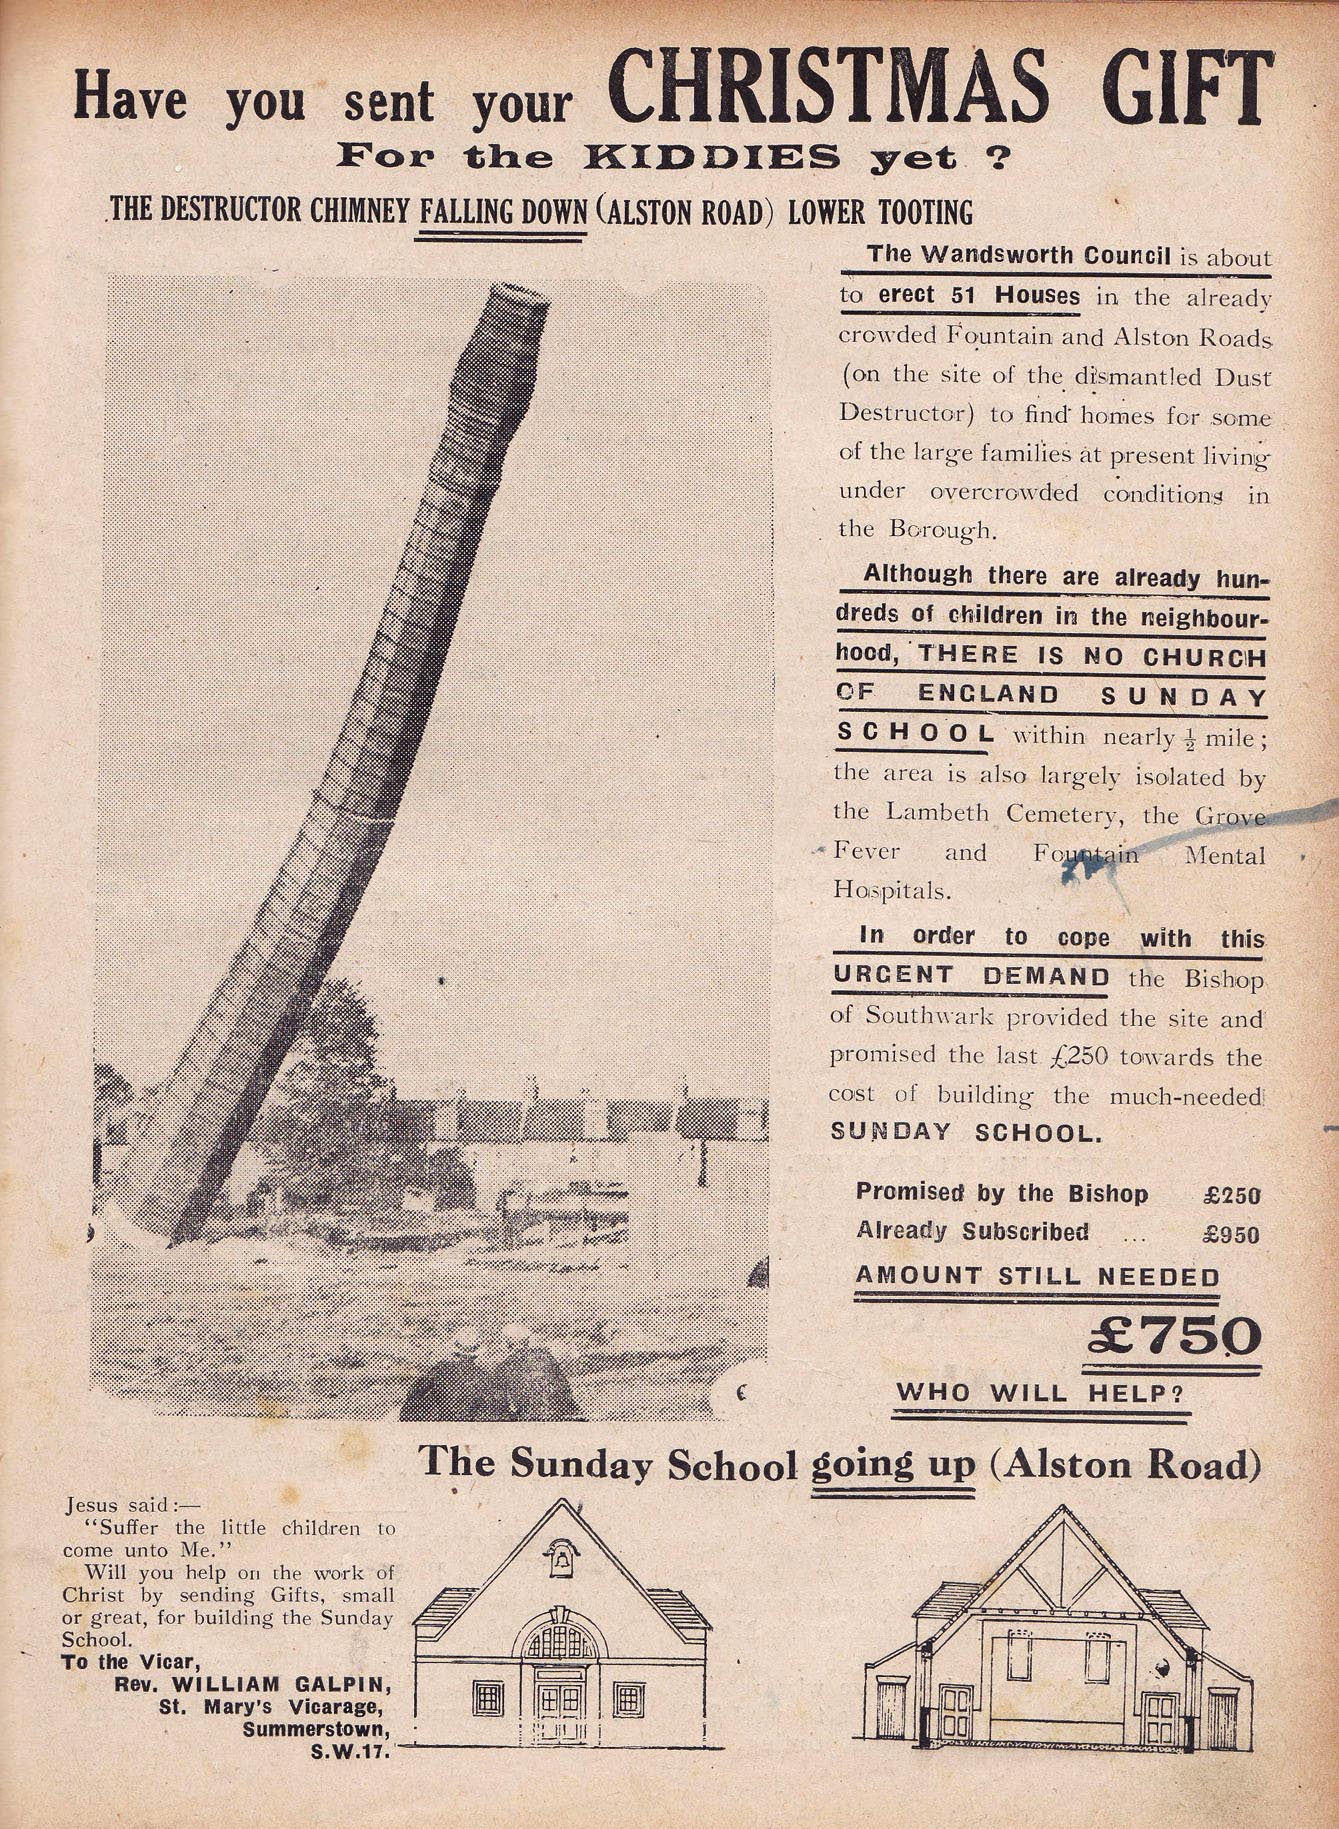 Have you sent your CHRISTMAS GIFT
For the KIDDIES yet ?
THE DESTRUCTOR CHIMNEY FALLING DOWN (ALSTON ROAD) LOWER TOOTING
The Wandsworth Council is about
to erect 51 Houses in the already
crowded Fountain and Alston Roads
(on the site of the dismantled Dust
Destructor) to find homes for some
of the large families at present living
under overcrowded conditions in
the Borough.
Although there are already hun-
dreds of children in the neighbour-
hood, THERE IS NO CHURCH
OF ENGLAND SUNDAY
SCHOOL within nearly ½ mile;
the area is also largely isolated by
the Lambeth Cemetery, the Grove
Fever and Fountain Mental
Hospitals.
In order to cope with this
URGENT DEMAND the Bishop
of Southwark provided the site and
promised the last £250 towards the
cost of building the much-needed
SUNDAY SCHOOL.
Promised by the Bishop £250
Already Subscribed ... £950
AMOUNT STILL NEEDED
£750
WHO WILL HELP?
The Sunday School going up (Alston Road)
Jesus said:—
"Suffer the little children to
come unto Me."
Will you help on the work of
Christ by sending Gifts, small
or great, for building the Sunday
School.
To the Vicar,
Rev. WILLIAM GALPIN,
St. Mary's Vicarage,
Summerstown,
S.W.17.